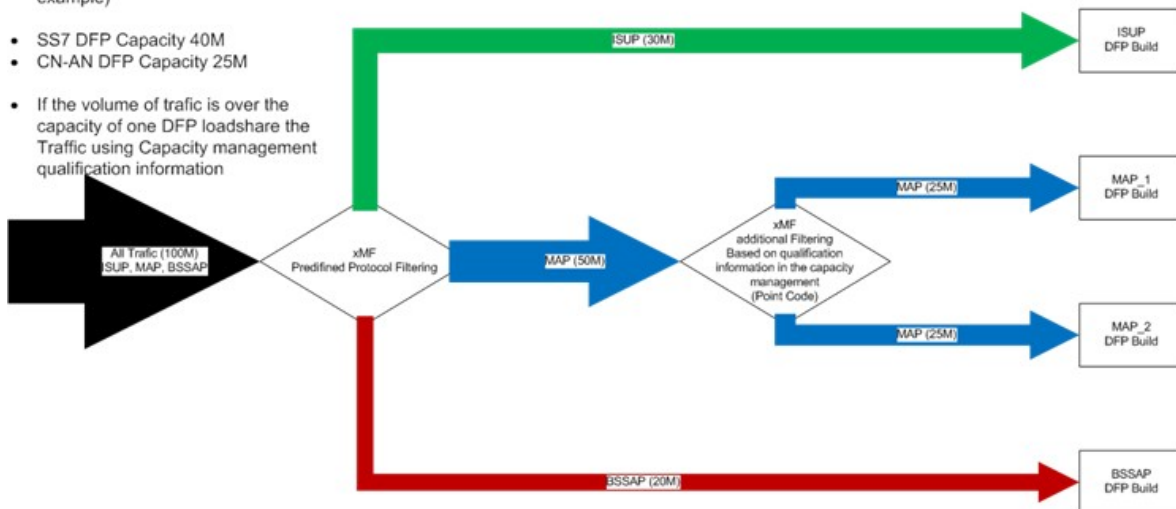 example)
• SS7 DFP Capacity 40M
• CN-AN DFP Capacity 25M
• If the volume of trafic is over the
capacity of one DFP loadshare the
Traffic using Capacity management
qualification information
All Trafic (100M)
ISUP, MAP, BSSAP
xMF
Predifined Protocol Filtering
ISUP (30M)
ISUP
DFP Build
MAP (50M)
xMF
additional Filtering
Based on qualification
information in the capacity
management
(Point Code)
MAP (25M)
MAP_1
DFP Build
MAP (25M)
MAP_2
DFP Build
BSSAP (20M)
BSSAP
DFP Build